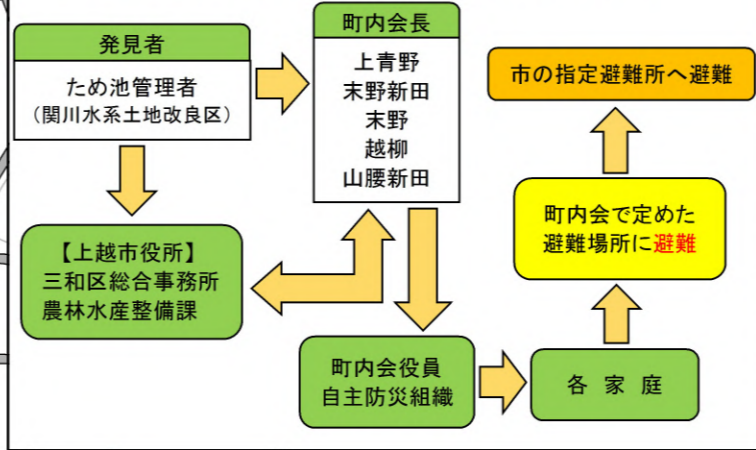 発見者
ため池管理者
（関川水系土地改良区）
町内会長
上青野
末野新田
末野
越柳
山腰新田
【上越市役所】
三和区総合事務所
農林水産整備課
町内会役員
自主防災組織
各家庭
町内会で定めた
避難場所に避難
市の指定避難所へ避難